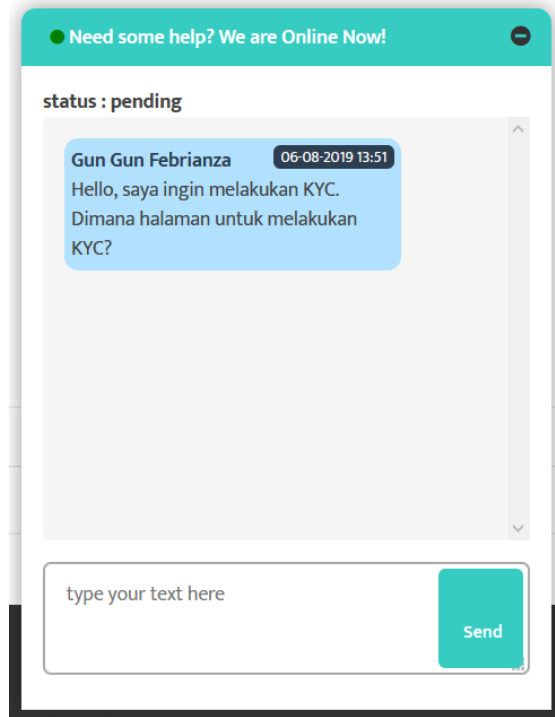 Need some help? We are Online Now!
status : pending
Gun Gun Febrianza
06-08-2019 13:51
Hello, saya ingin melakukan KYC.
Dimana halaman untuk melakukan
KYC?
type your text here
Send